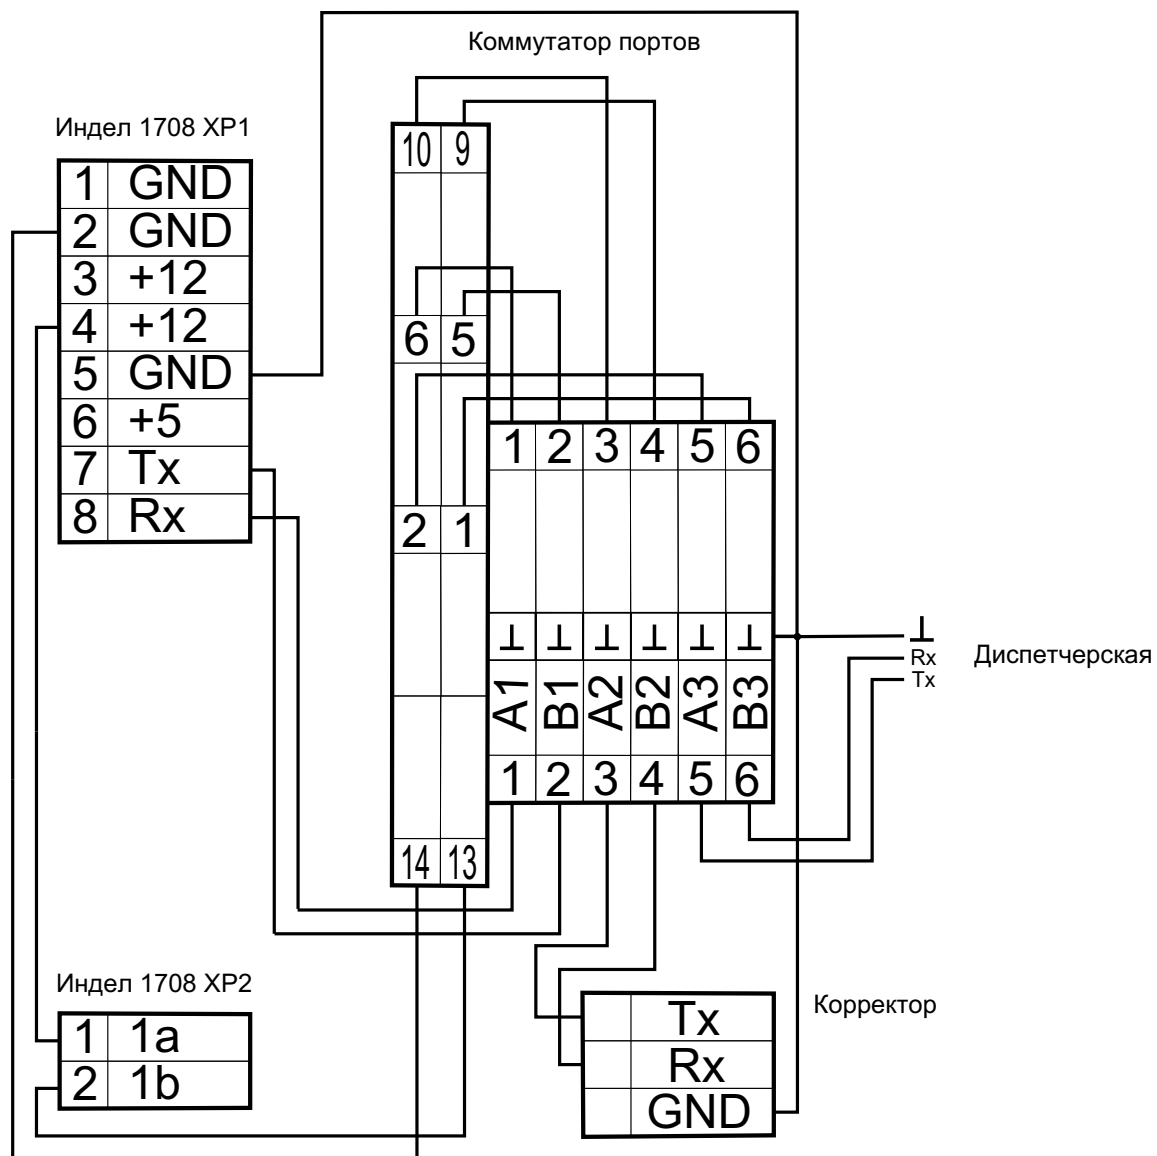 Коммутатор портов
Индел 1708 XP1
1 GND
2 GND
3 +12
4 +12
5 GND
6 +5
7 Tx
8 Rx
10 9
6 5
2 1
14 13
1 2 3 4 5 6
⊥ ⊥ ⊥ ⊥ ⊥ ⊥
A1 B1 A2 B2 A3 B3
1 2 3 4 5 6
⊥
Rx
Tx
Диспетчерская
Индел 1708 XP2
1 1a
2 1b
Корректор
Tx
Rx
GND